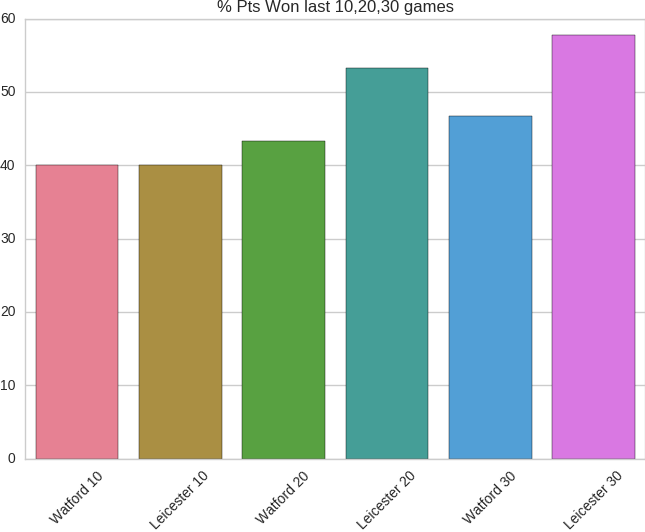 % Pts Won last 10,20,30 games
60
50
40
30
20
10
0
Watford 10
Leicester 10
Watford 20
Leicester 20
Watford 30
Leicester 30